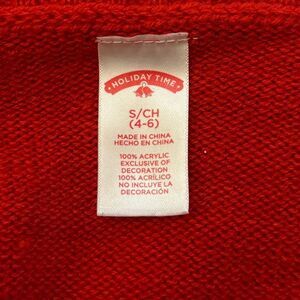 • HOLIDAY TIME •
S/CH
(4-6)
MADE IN CHINA
HECHO EN CHINA
100% ACRYLIC
EXCLUSIVE OF
DECORATION
100% ACRÍLICO
NO INCLUYE LA
DECORACIÓN